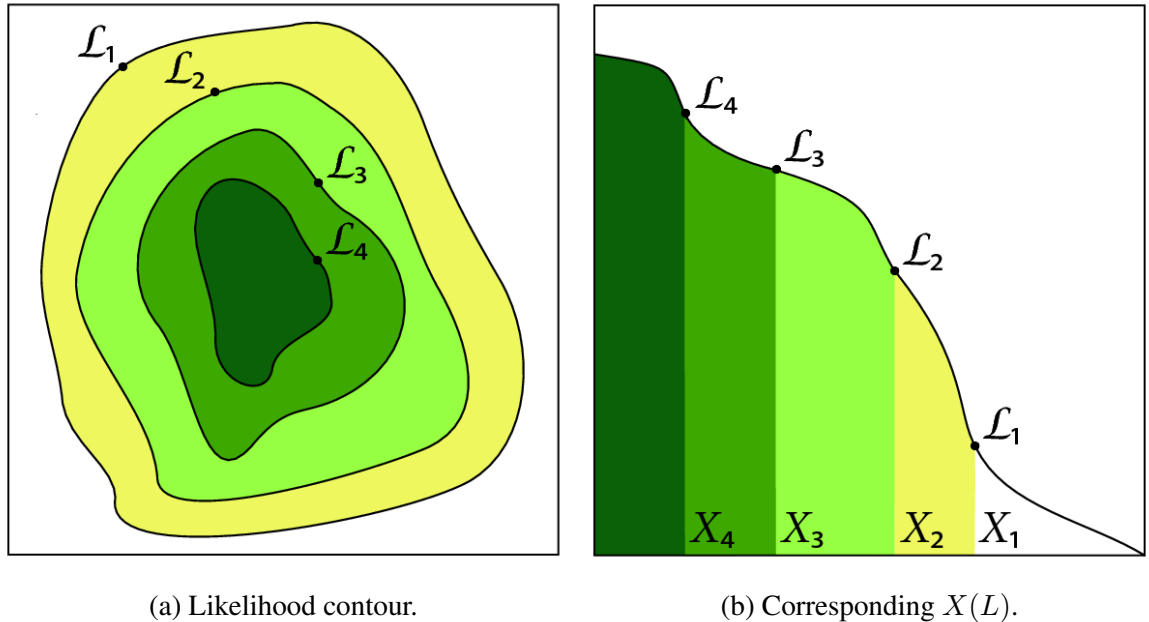 ℒ₁
ℒ₂
ℒ₃
ℒ₄
ℒ₄
ℒ₃
ℒ₂
ℒ₁
X₄ X₃ X₂ X₁
(a) Likelihood contour.
(b) Corresponding X(L).